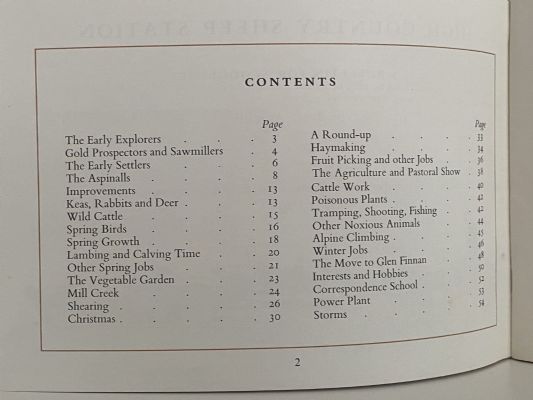 CONTENTS
Page
The Early Explorers . . . 3
Gold Prospectors and Sawmillers . 4
The Early Settlers . . . 6
The Aspinalls . . . . 8
Improvements . . . . 13
Keas, Rabbits and Deer . . . 13
Wild Cattle . . . . 15
Spring Birds . . . . 16
Spring Growth . . . . 18
Lambing and Calving Time . . 20
Other Spring Jobs . . . 21
The Vegetable Garden . . . 23
Mill Creek . . . . 24
Shearing . . . . . 26
Christmas . . . . . 30
Page
A Round-up . . . . 33
Haymaking . . . . 34
Fruit Picking and other Jobs . . 36
The Agriculture and Pastoral Show . 38
Cattle Work . . . . 40
Poisonous Plants . . . . 42
Tramping, Shooting, Fishing . . 42
Other Noxious Animals . . 44
Alpine Climbing . . . . 45
Winter Jobs . . . . 46
The Move to Glen Finnan . . 48
Interests and Hobbies . . . 50
Correspondence School . . . 52
Power Plant . . . . 53
Storms . . . . 54
2